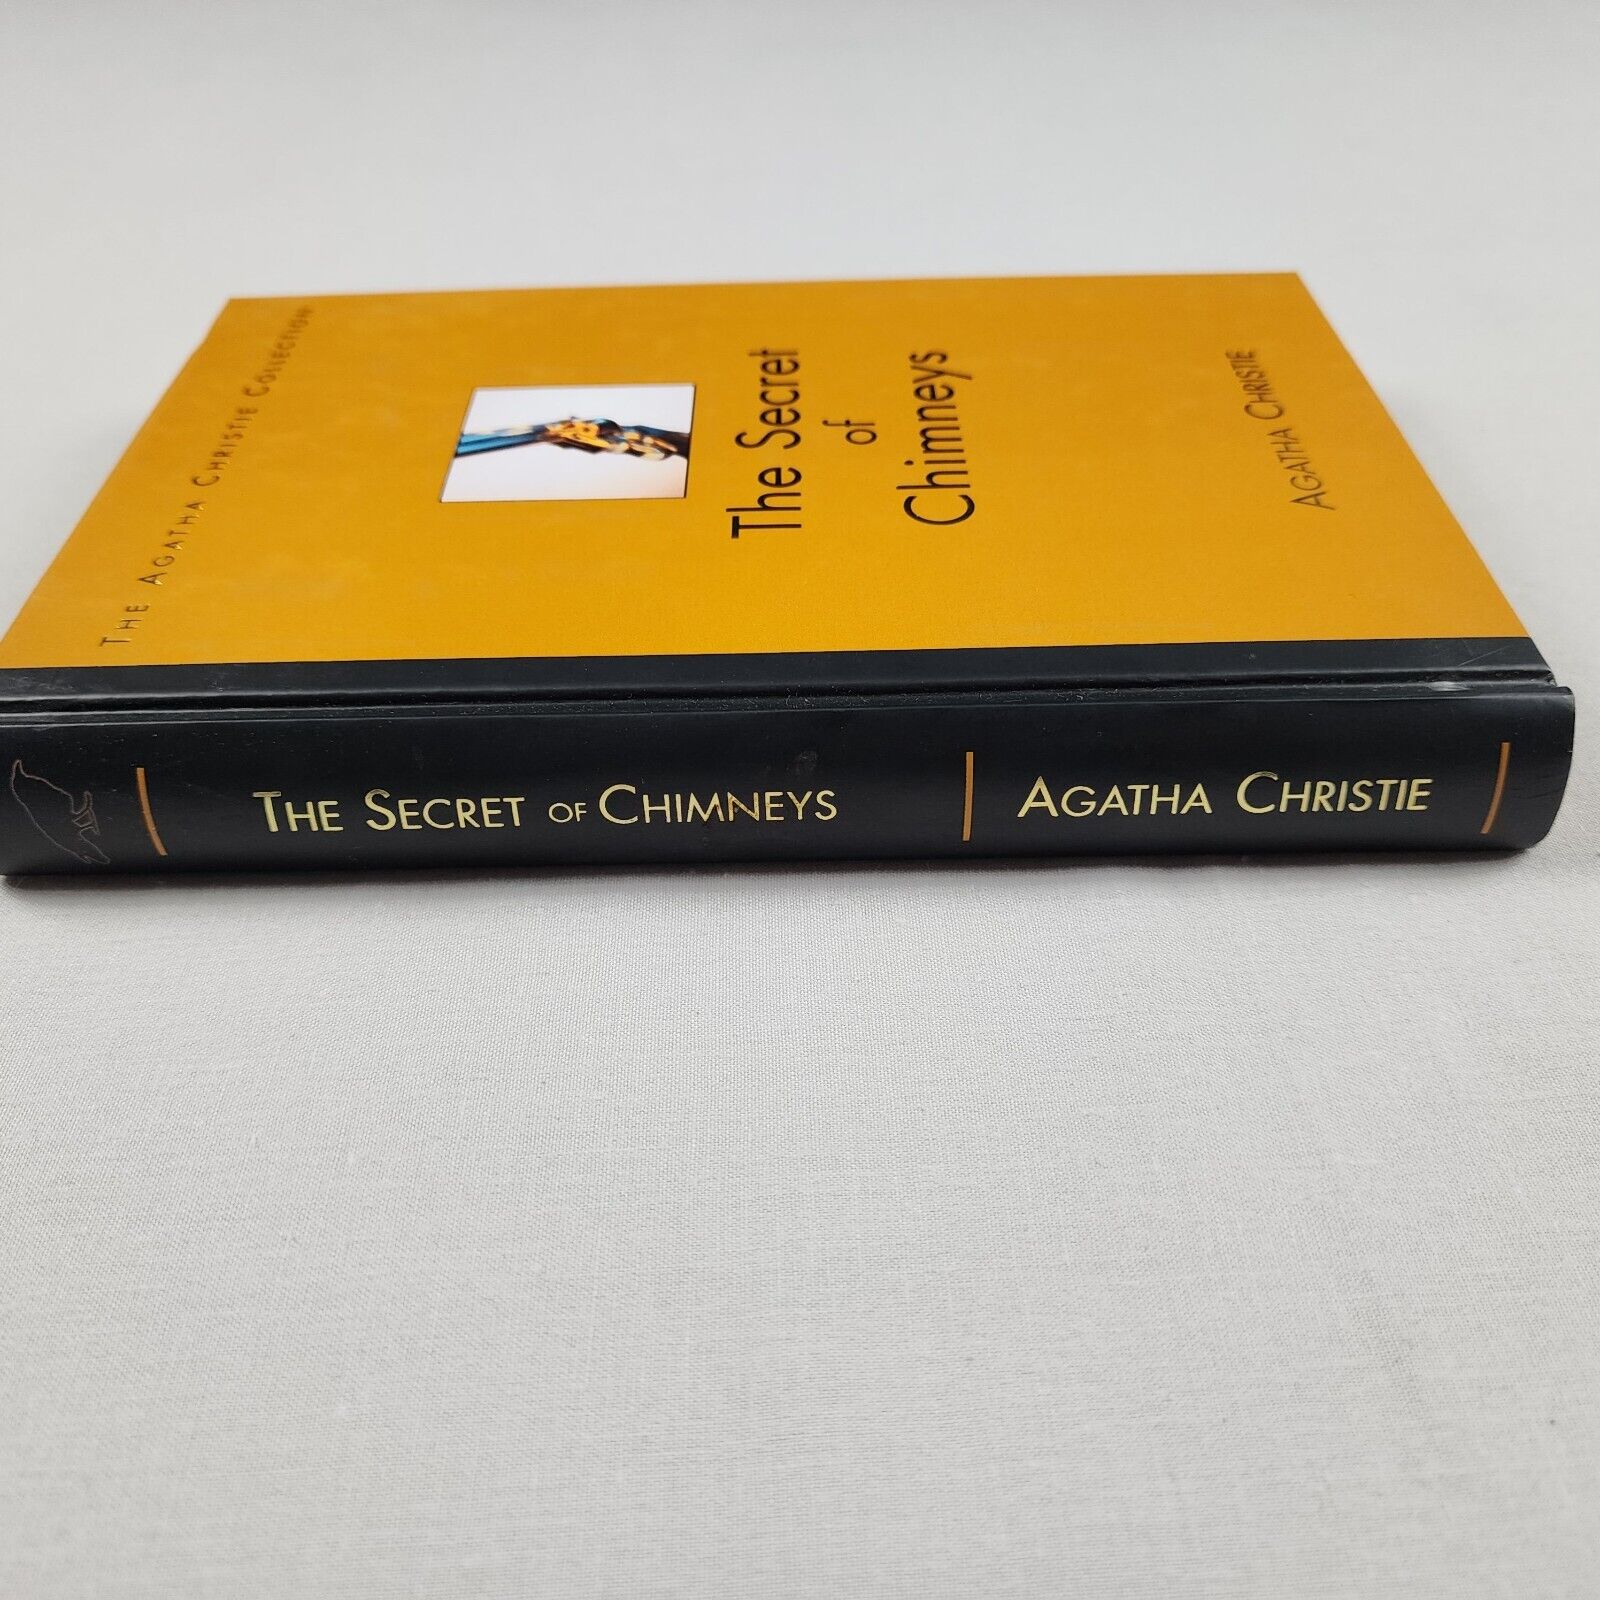 THE AGATHA CHRISTIE COLLECTION
The Secret
of
Chimneys
AGATHA CHRISTIE
THE SECRET OF CHIMNEYS
AGATHA CHRISTIE